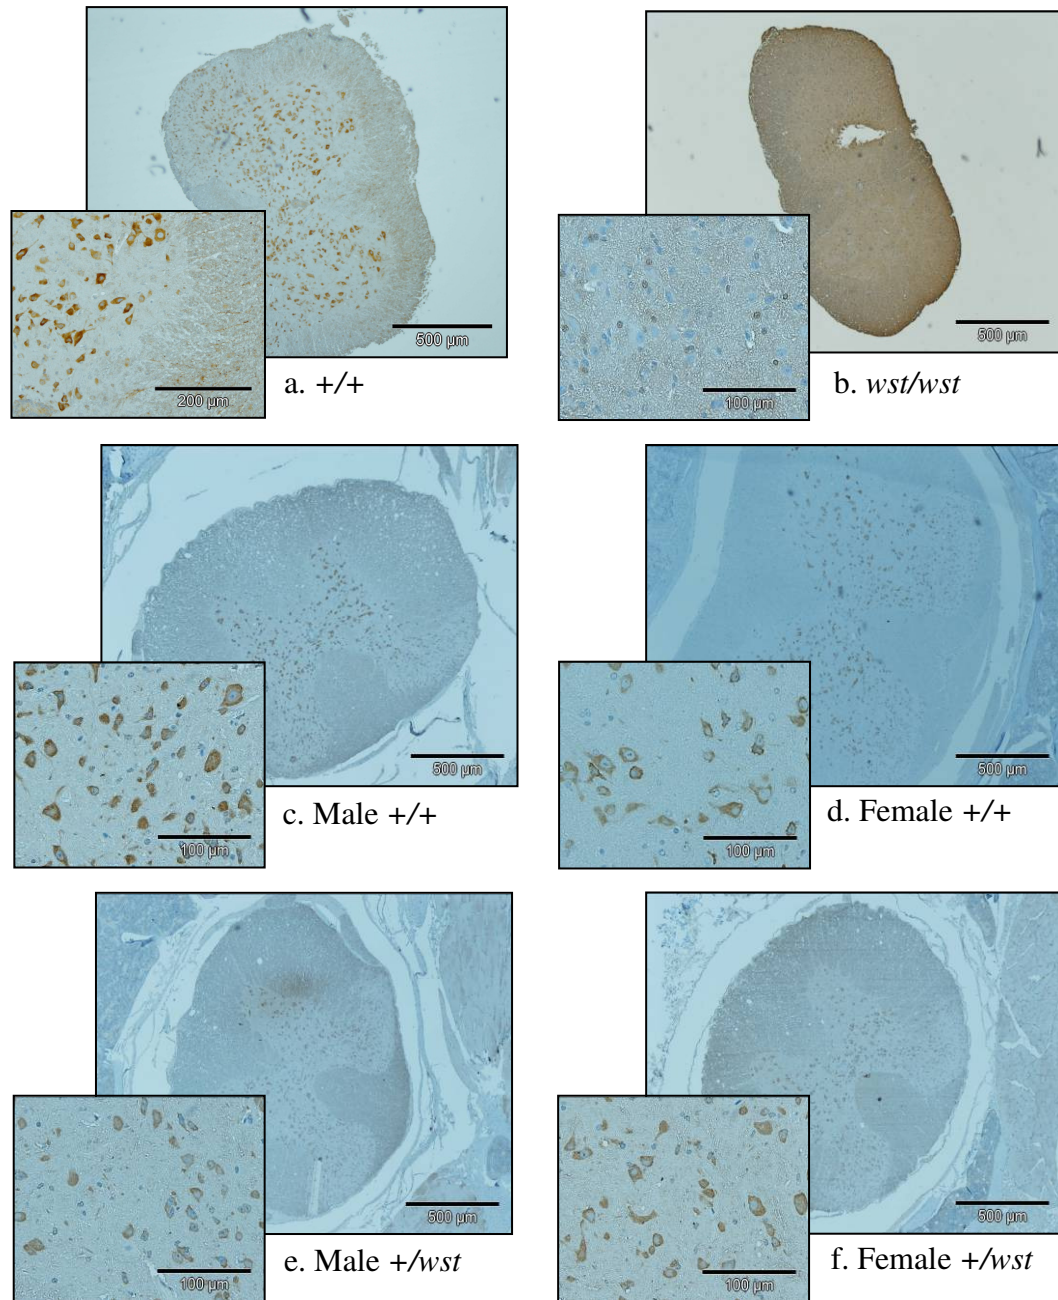 500 µm
500 µm
200 µm
100 µm
a. +/+
b. wst/wst
500 µm
500 µm
100 µm
100 µm
c. Male +/+
d. Female +/+
500 µm
500 µm
100 µm
100 µm
e. Male +/wst
f. Female +/wst